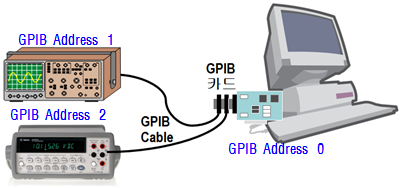 GPIB Address 1
GPIB Address 2
GPIB
Cable
GPIB
카드
GPIB Address 0